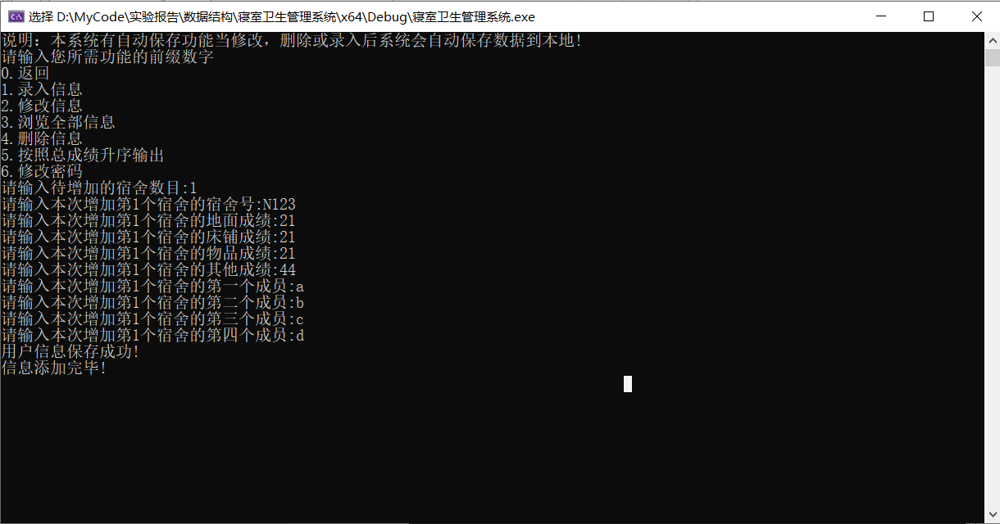 选择 D:\MyCode\实验报告\数据结构\寝室卫生管理系统\x64\Debug\寝室卫生管理系统.exe
说明：本系统有自动保存功能当修改，删除或录入后系统会自动保存数据到本地!
请输入您所需功能的前缀数字
0.返回
1.录入信息
2.修改信息
3.浏览全部信息
4.删除信息
5.按照总成绩升序输出
6.修改密码
请输入待增加的宿舍数目:1
请输入本次增加第1个宿舍的宿舍号:N123
请输入本次增加第1个宿舍的地面成绩:21
请输入本次增加第1个宿舍的床铺成绩:21
请输入本次增加第1个宿舍的物品成绩:21
请输入本次增加第1个宿舍的其他成绩:44
请输入本次增加第1个宿舍的第一个成员:a
请输入本次增加第1个宿舍的第二个成员:b
请输入本次增加第1个宿舍的第三个成员:c
请输入本次增加第1个宿舍的第四个成员:d
用户信息保存成功!
信息添加完毕!